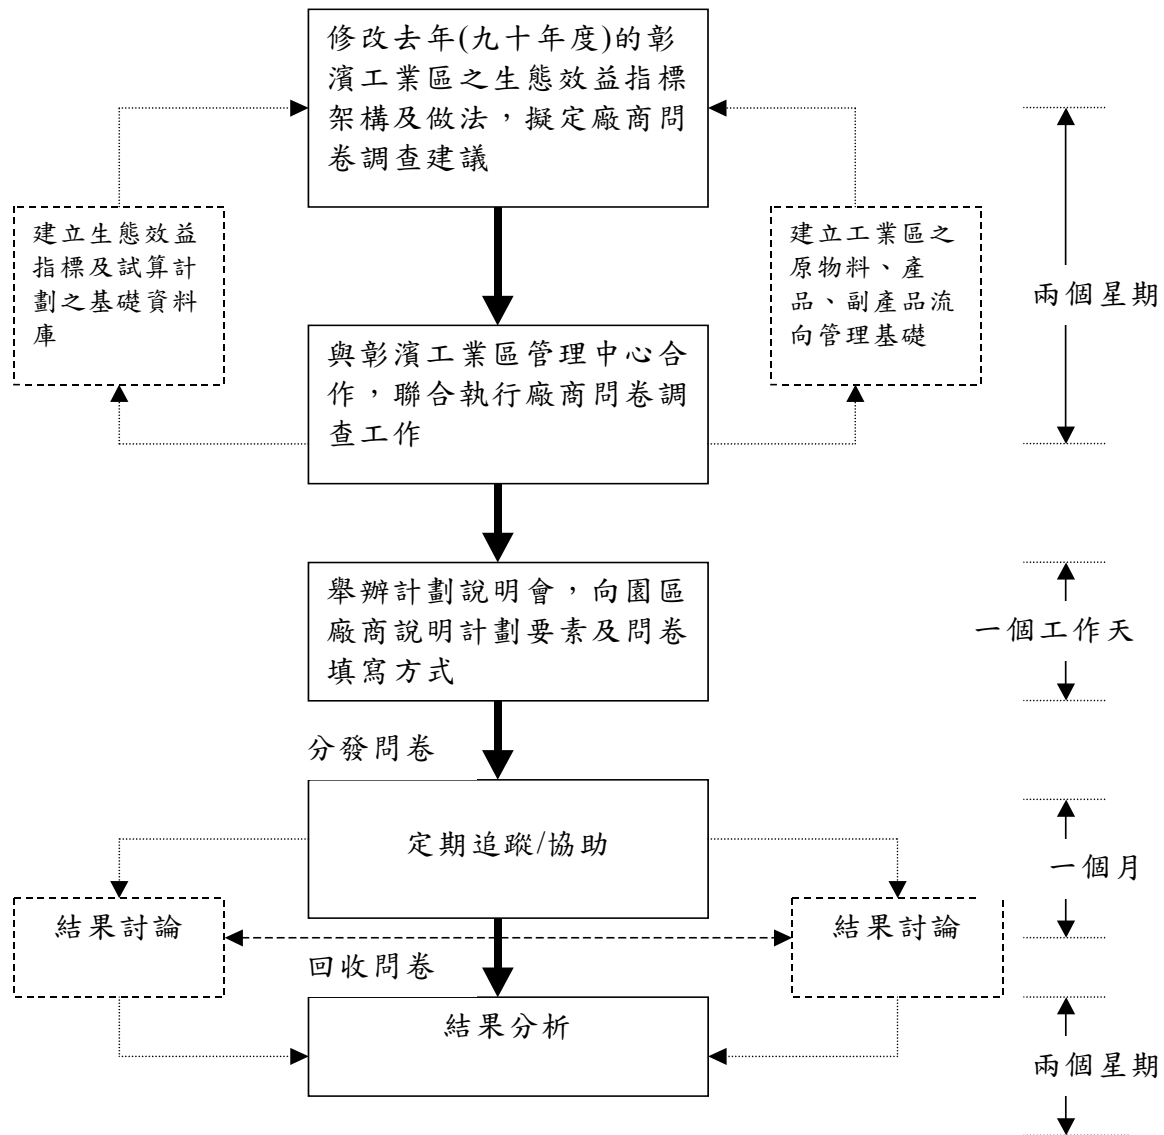 修改去年(九十年度)的彰
濱工業區之生態效益指標
架構及做法，擬定廠商問
卷調查建議
建立生態效益
指標及試算計
劃之基礎資料
庫
建立工業區之
原物料、產
品、副產品流
向管理基礎
兩個星期
與彰濱工業區管理中心合
作，聯合執行廠商問卷調
查工作
舉辦計劃說明會，向園區
廠商說明計劃要素及問卷
填寫方式
一個工作天
分發問卷
定期追蹤/協助
一個月
結果討論
結果討論
回收問卷
結果分析
兩個星期